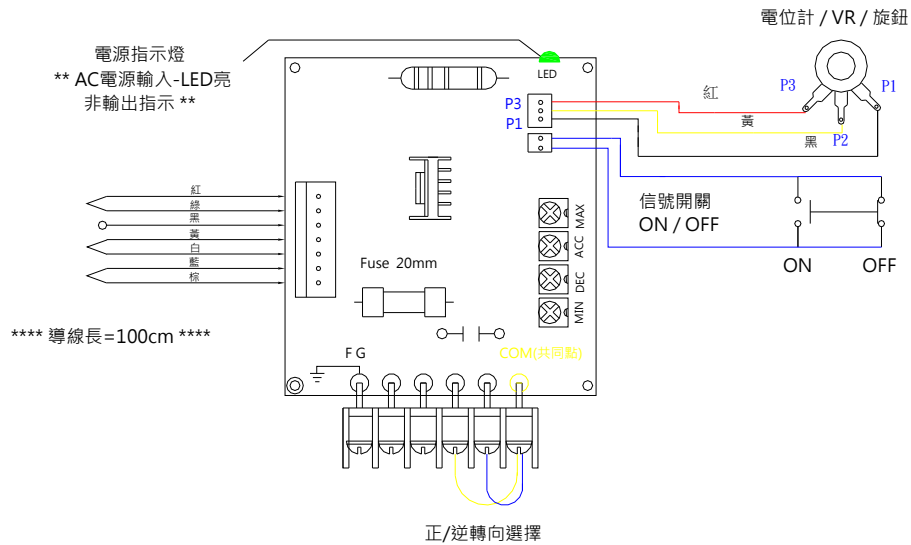 電位計 / VR / 旋鈕
電源指示燈
** AC電源輸入-LED亮
非輸出指示 **
LED
P3
P1
紅
黃
黑
P3
P1
P2
信號開關
ON / OFF
ON
OFF
紅
綠
黑
黃
白
藍
棕
**** 導線長=100cm ****
Fuse 20mm
MAX
ACC
DEC
MIN
F G
COM(共同點)
正/逆轉向選擇